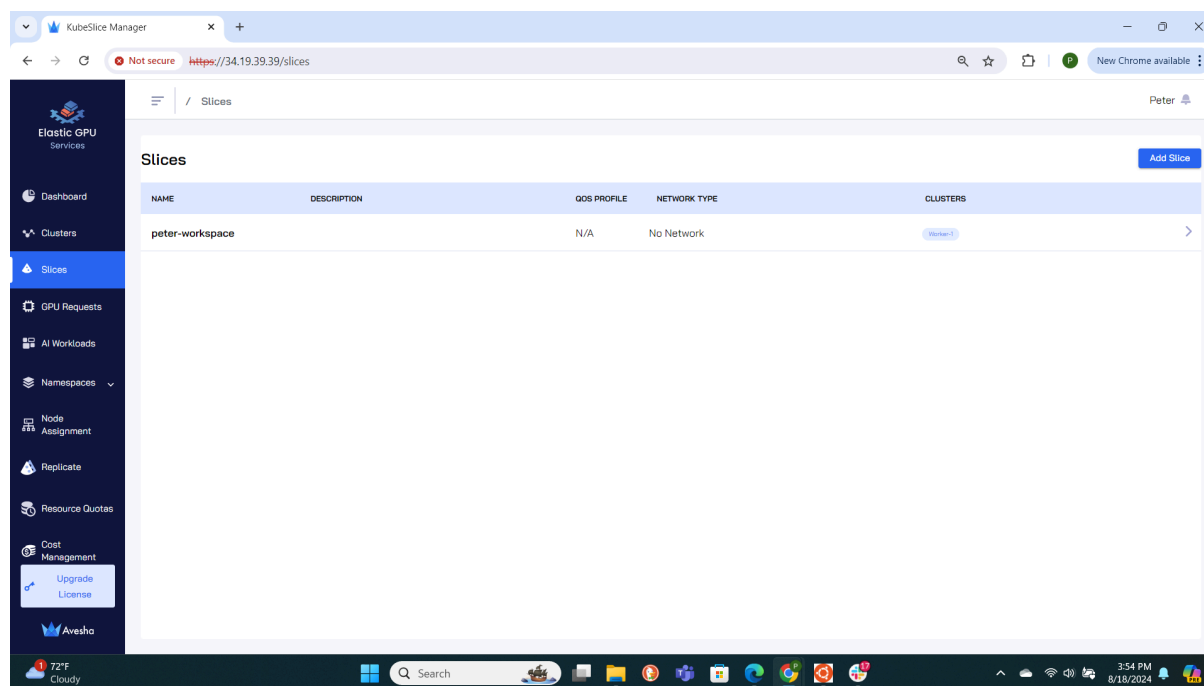 KubeSlice Manager
Not secure https://34.19.39.39/slices
P
New Chrome available
Elastic GPU
Services
/ Slices
Peter
Slices
Add Slice
Dashboard
Clusters
Slices
GPU Requests
AI Workloads
Namespaces
Node
Assignment
Replicate
Resource Quotas
Cost
Management
Upgrade
License
Avesha
NAME DESCRIPTION QOS PROFILE NETWORK TYPE CLUSTERS
peter-workspace N/A No Network Worker-1
1
72°F
Cloudy
Search
P
17
3:54 PM
8/18/2024
PRE